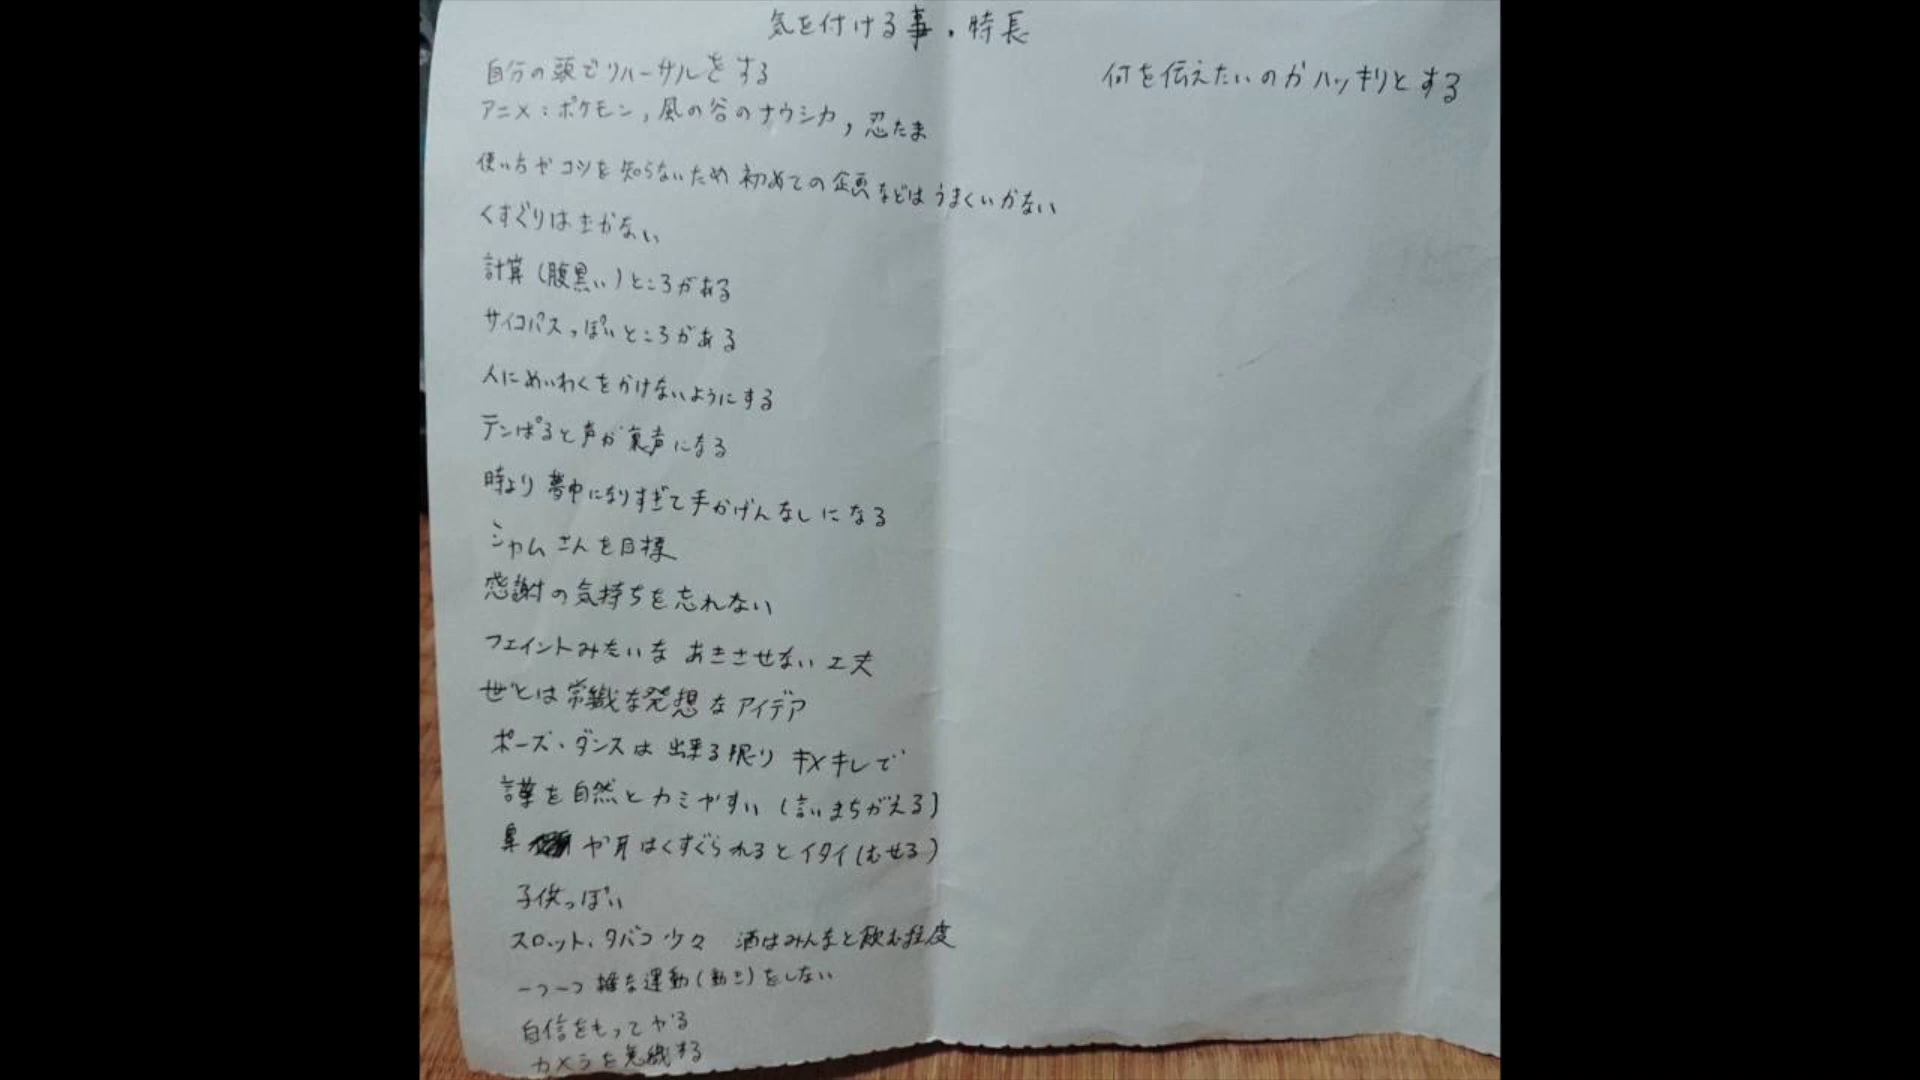 気を付ける事・特長
自分の頭でリハーサルをする
何を伝えたいのかハッキリとする
アニメ:ポケモン,風の谷のナウシカ,忍たま
使い方やコツを知らないため初めての企画などはうまくいかない
くすぐりはきかない
計算(腹黒い)ところがある
サイコパスっぽいところがある
人にめいわくをかけないようにする
テンぱると声が裏声になる
時より夢中になりすぎて手かげんなしになる
シャムさんを目標
感謝の気持ちを忘れない
フェイントみたいなあきさせない工夫
世とは常識な発想なアイデア
ポーズ・ダンスは出来る限りキメキレで
言葉を自然とカミやすい(言いまちがえる)
鼻や耳はくすぐられるとイタイ(むせる)
子供っぽい
スロット、タバコ少々 酒はみんなと飲む程度
一つ一つ雑な運動(動き)をしない
自信をもってやる
カメラを意識する